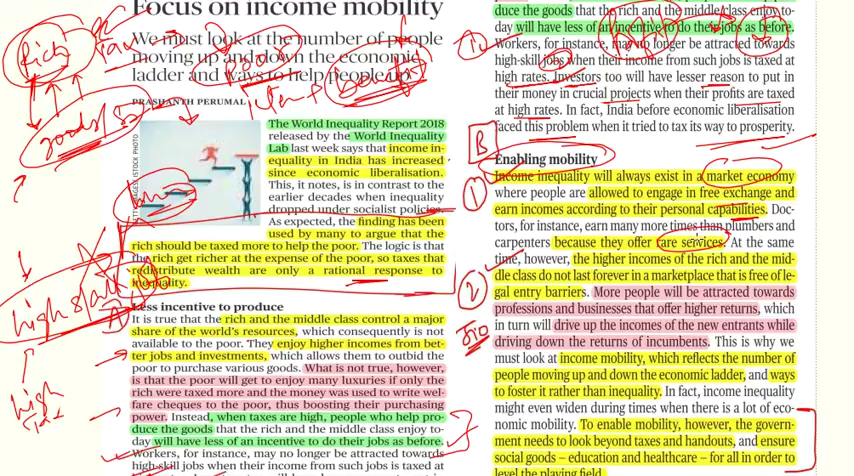 Focus on income mobility
We must look at the number of people
moving up and down the economic
ladder and ways to help people up
PRASHANTH PERUMAL
GETTY IMAGES/ISTOCK PHOTO
The World Inequality Report 2018
released by the World Inequality
Lab last week says that income in-
equality in India has increased
since economic liberalisation.
This, it notes, is in contrast to the
earlier decades when inequality
dropped under socialist policies.
As expected, the finding has been
used by many to argue that the
rich should be taxed more to help the poor. The logic is that
the rich get richer at the expense of the poor, so taxes that
redistribute wealth are only a rational response to
inequality.
Less incentive to produce
It is true that the rich and the middle class control a major
share of the world's resources, which consequently is not
available to the poor. They enjoy higher incomes from bet-
ter jobs and investments, which allows them to outbid the
poor to purchase various goods. What is not true, however,
is that the poor will get to enjoy many luxuries if only the
rich were taxed more and the money was used to write wel-
fare cheques to the poor, thus boosting their purchasing
power. Instead, when taxes are high, people who help pro-
duce the goods that the rich and the middle class enjoy to-
day will have less of an incentive to do their jobs as before.
Workers, for instance, may no longer be attracted towards
high-skill jobs when their income from such jobs is taxed at
duce the goods that the rich and the middle class enjoy to-
day will have less of an incentive to do their jobs as before.
Workers, for instance, may no longer be attracted towards
high-skill jobs when their income from such jobs is taxed at
high rates. Investors too will have lesser reason to put in
their money in crucial projects when their profits are taxed
at high rates. In fact, India before economic liberalisation
faced this problem when it tried to tax its way to prosperity.
B
Enabling mobility
Income inequality will always exist in a market economy
where people are allowed to engage in free exchange and
earn incomes according to their personal capabilities. Doc-
tors, for instance, earn many more times than plumbers and
carpenters because they offer rare services. At the same
time, however, the higher incomes of the rich and the mid-
dle class do not last forever in a marketplace that is free of le-
gal entry barriers. More people will be attracted towards
professions and businesses that offer higher returns, which
in turn will drive up the incomes of the new entrants while
driving down the returns of incumbents. This is why we
must look at income mobility, which reflects the number of
people moving up and down the economic ladder, and ways
to foster it rather than inequality. In fact, income inequality
might even widen during times when there is a lot of eco-
nomic mobility. To enable mobility, however, the govern-
ment needs to look beyond taxes and handouts, and ensure
social goods – education and healthcare – for all in order to
level the playing field.
Rich
tax
poor
goods
1
2
high
tax